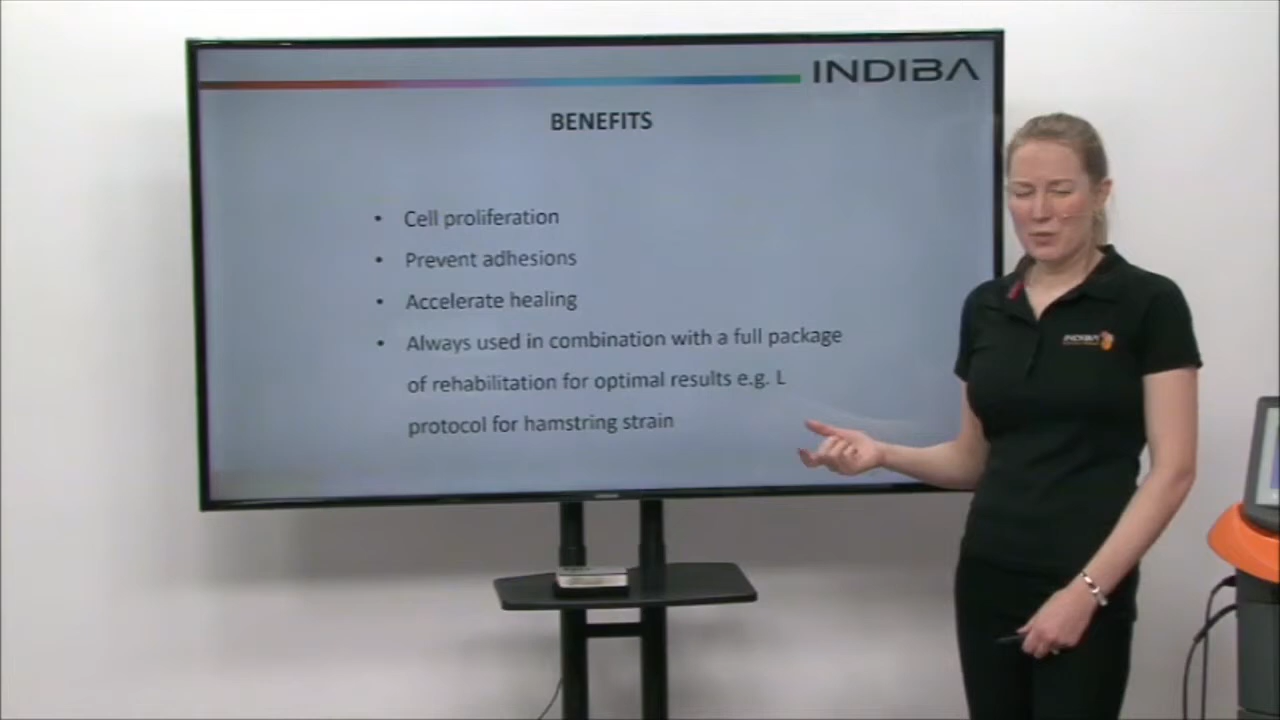 INDIBA
BENEFITS
• Cell proliferation
• Prevent adhesions
• Accelerate healing
• Always used in combination with a full package
of rehabilitation for optimal results e.g. L
protocol for hamstring strain
INDIBA